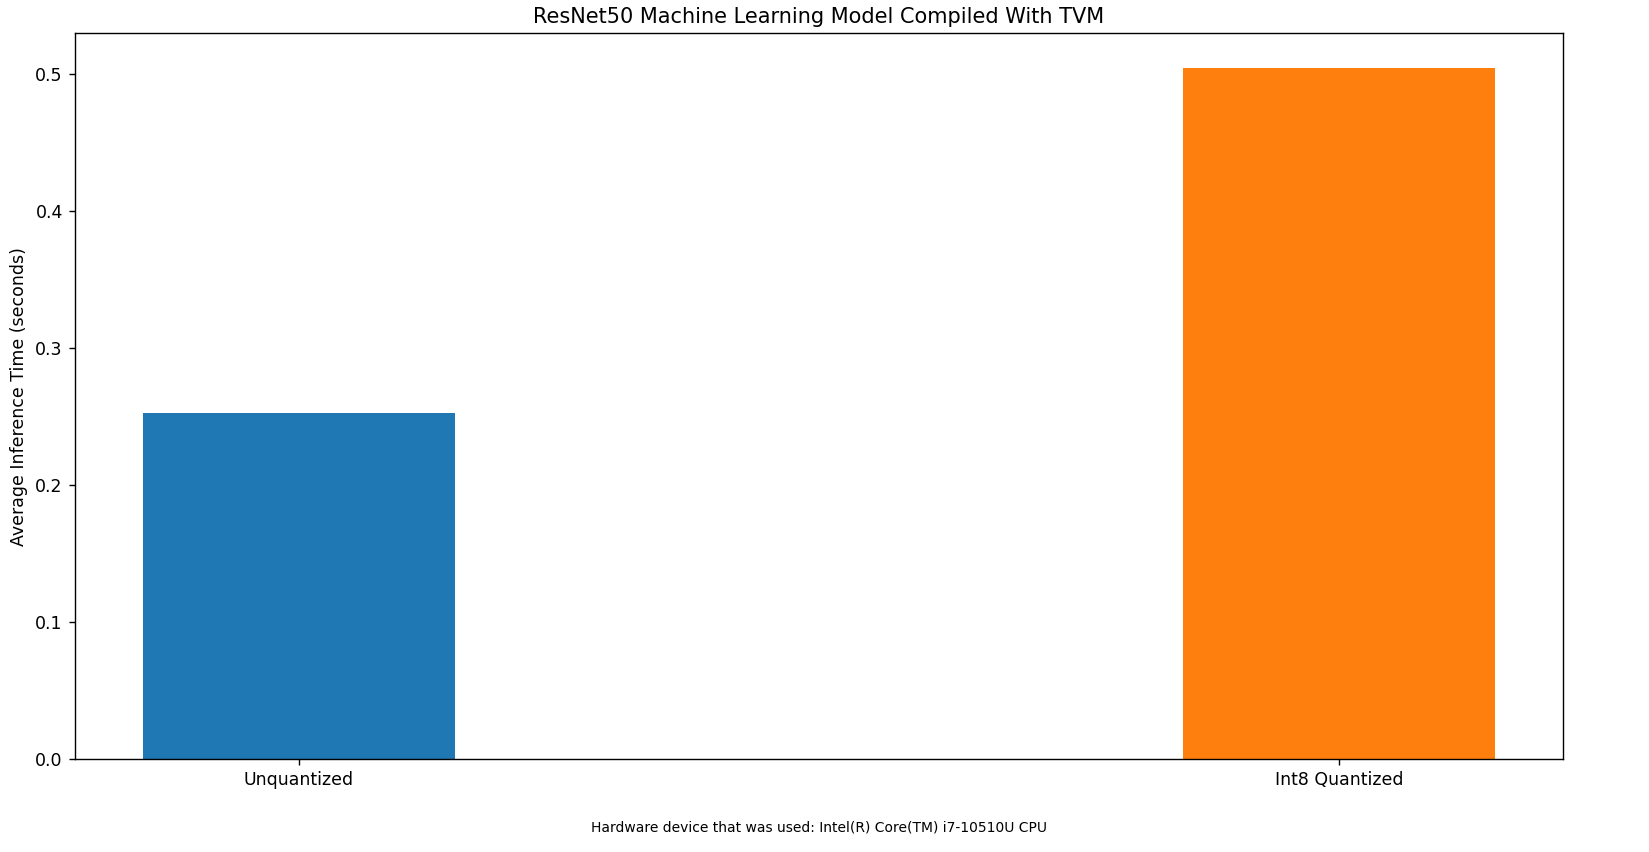 ResNet50 Machine Learning Model Compiled With TVM
Average Inference Time (seconds)
0.5
0.4
0.3
0.2
0.1
0.0
Unquantized
Int8 Quantized
Hardware device that was used: Intel(R) Core(TM) i7-10510U CPU